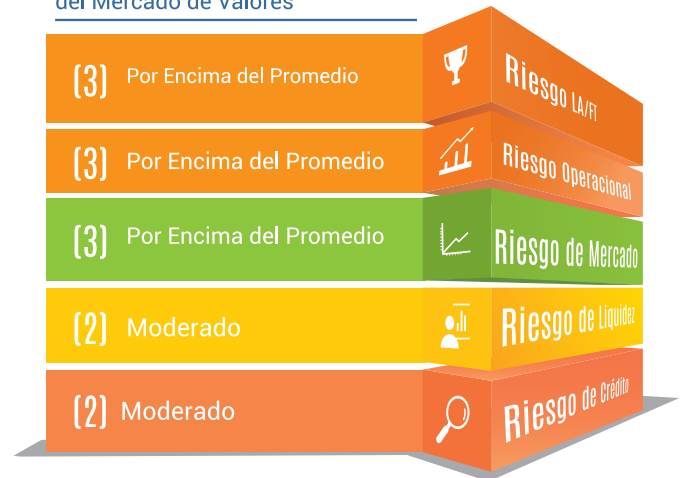 del Mercado de Valores
(3) Por Encima del Promedio Riesgo LA/FT
(3) Por Encima del Promedio Riesgo Operacional
(3) Por Encima del Promedio Riesgo de Mercado
(2) Moderado Riesgo de Liquidez
(2) Moderado Riesgo de Crédito